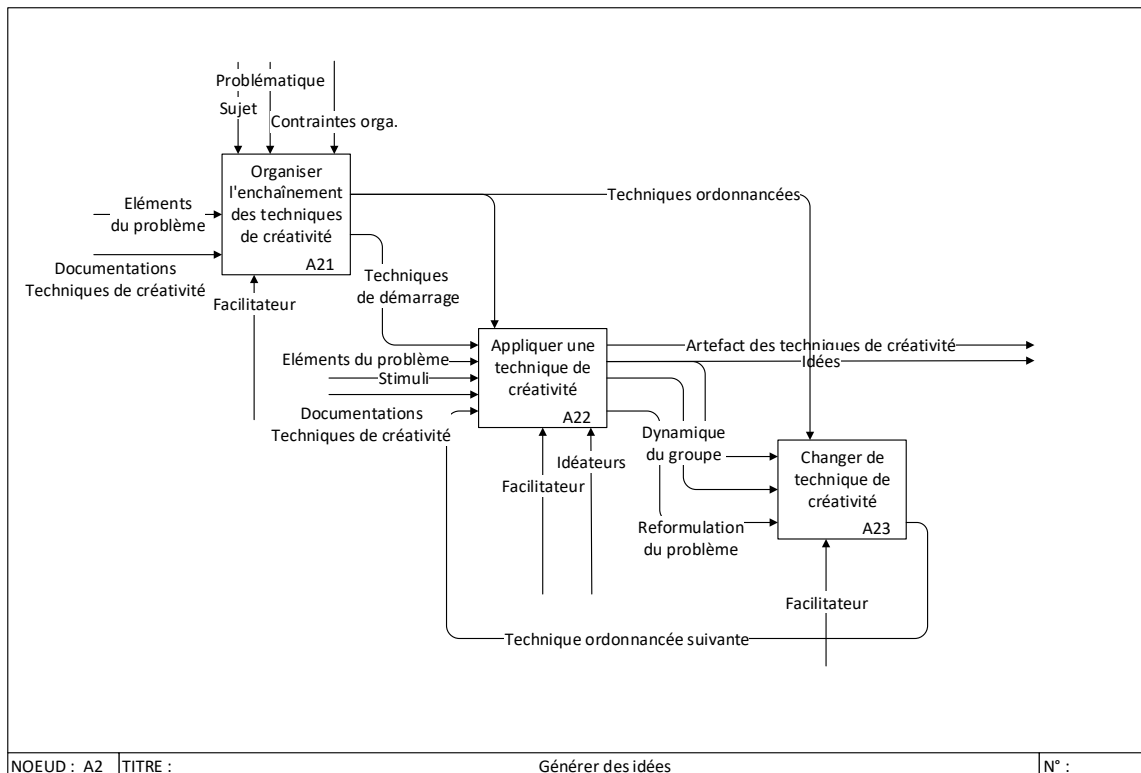 Problématique
Sujet
Contraintes orga.
Organiser
l'enchaînement
des techniques
de créativité
A21
Eléments
du problème
Documentations
Techniques de créativité
Facilitateur
Techniques ordonnancées
Techniques
de démarrage
Eléments du problème
Stimuli
Documentations
Techniques de créativité
Appliquer une
technique de
créativité
A22
Artefact des techniques de créativité
Idées
Idéateurs
Facilitateur
Dynamique
du groupe
Reformulation
du problème
Changer de
technique de
créativité
A23
Facilitateur
Technique ordonnancée suivante
NOEUD : A2
TITRE :
Générer des idées
N° :